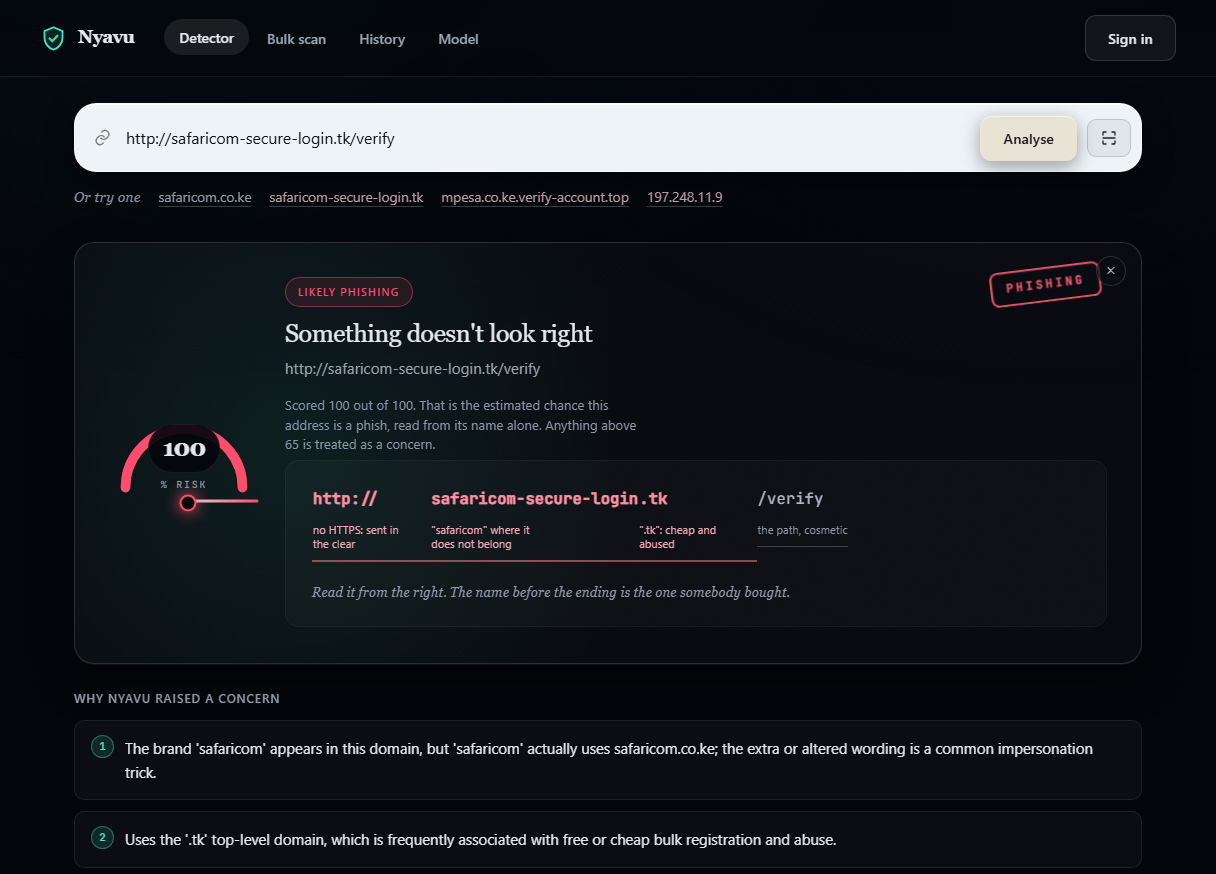 Nyavu
Detector
Bulk scan
History
Model
Sign in
http://safaricom-secure-login.tk/verify
Analyse
Or try one
safaricom.co.ke
safaricom-secure-login.tk
mpesa.co.ke.verify-account.top
197.248.11.9
LIKELY PHISHING
PHISHING
Something doesn't look right
http://safaricom-secure-login.tk/verify
Scored 100 out of 100. That is the estimated chance this
address is a phish, read from its name alone. Anything above
65 is treated as a concern.
100
% RISK
http://
safaricom-secure-login.tk
/verify
no HTTPS: sent in
the clear
"safaricom" where it
does not belong
".tk": cheap and
abused
the path, cosmetic
Read it from the right. The name before the ending is the one somebody bought.
WHY NYAVU RAISED A CONCERN
1
The brand 'safaricom' appears in this domain, but 'safaricom' actually uses safaricom.co.ke; the extra or altered wording is a common impersonation
trick.
2
Uses the '.tk' top-level domain, which is frequently associated with free or cheap bulk registration and abuse.